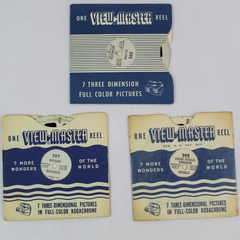 ONE VIEW-MASTER REEL
7 THREE DIMENSION
FULL COLOR PICTURES
ONE VIEW-MASTER REEL
7 MORE WONDERS OF THE WORLD
7 THREE-DIMENSIONAL PICTURES
IN FULL-COLOR KODACHROME
ONE VIEW-MASTER REEL
7 MORE WONDERS OF THE WORLD
7 THREE-DIMENSIONAL PICTURES
IN FULL-COLOR KODACHROME